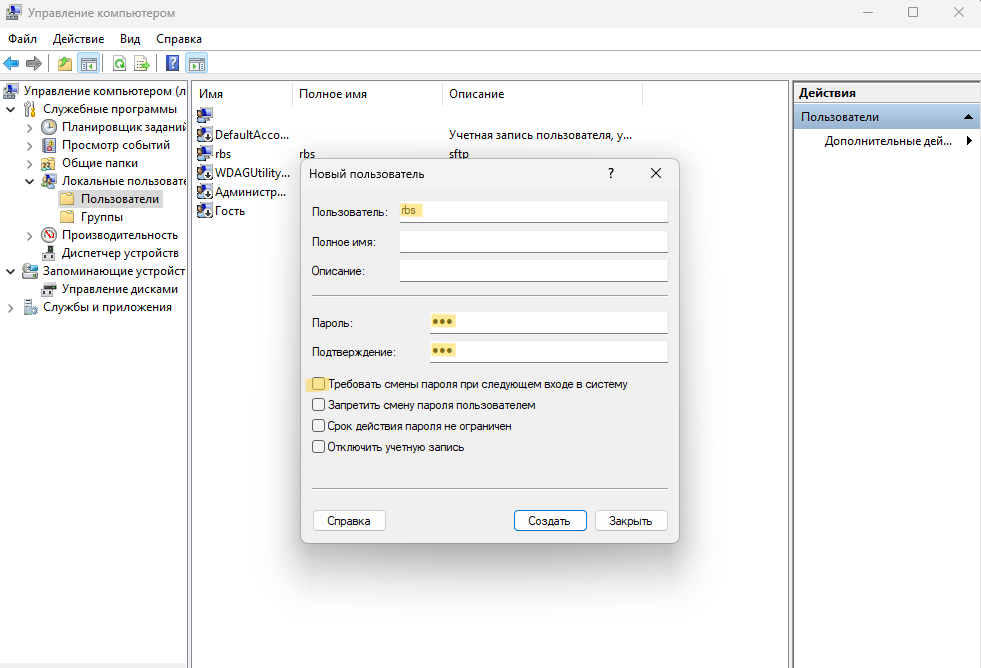 Управление компьютером
Файл Действие Вид Справка
Управление компьютером (л
Служебные программы
Планировщик заданий
Просмотр событий
Общие папки
Локальные пользовате
Пользователи
Группы
Производительность
Диспетчер устройств
Запоминающие устройст
Управление дисками
Службы и приложения
Имя Полное имя Описание
DefaultAcco... Учетная запись пользователя, у...
rbs rbs sftp
WDAGUtility...
Администр...
Гость
Новый пользователь ?
Пользователь: rbs
Полное имя:
Описание:
Пароль: •••
Подтверждение: •••
Требовать смены пароля при следующем входе в систему
Запретить смену пароля пользователем
Срок действия пароля не ограничен
Отключить учетную запись
Справка Создать Закрыть
Действия
Пользователи
Дополнительные дей...